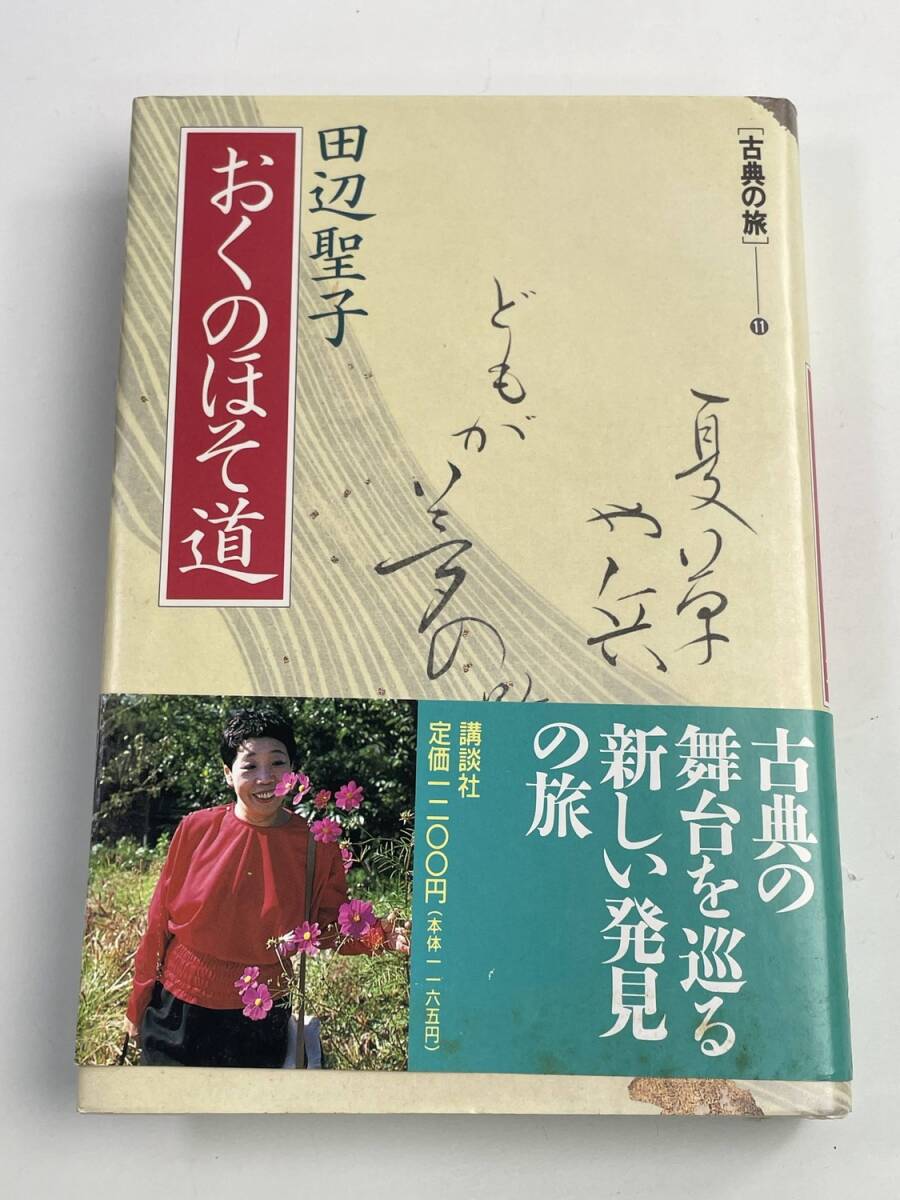 [古典の旅]
11
夏草
や兵
どもが
夢の
田辺聖子
おくのほそ道
古典の
舞台を巡る
新しい発見
の旅
講談社
定価一二〇〇円(本体一一六五円)